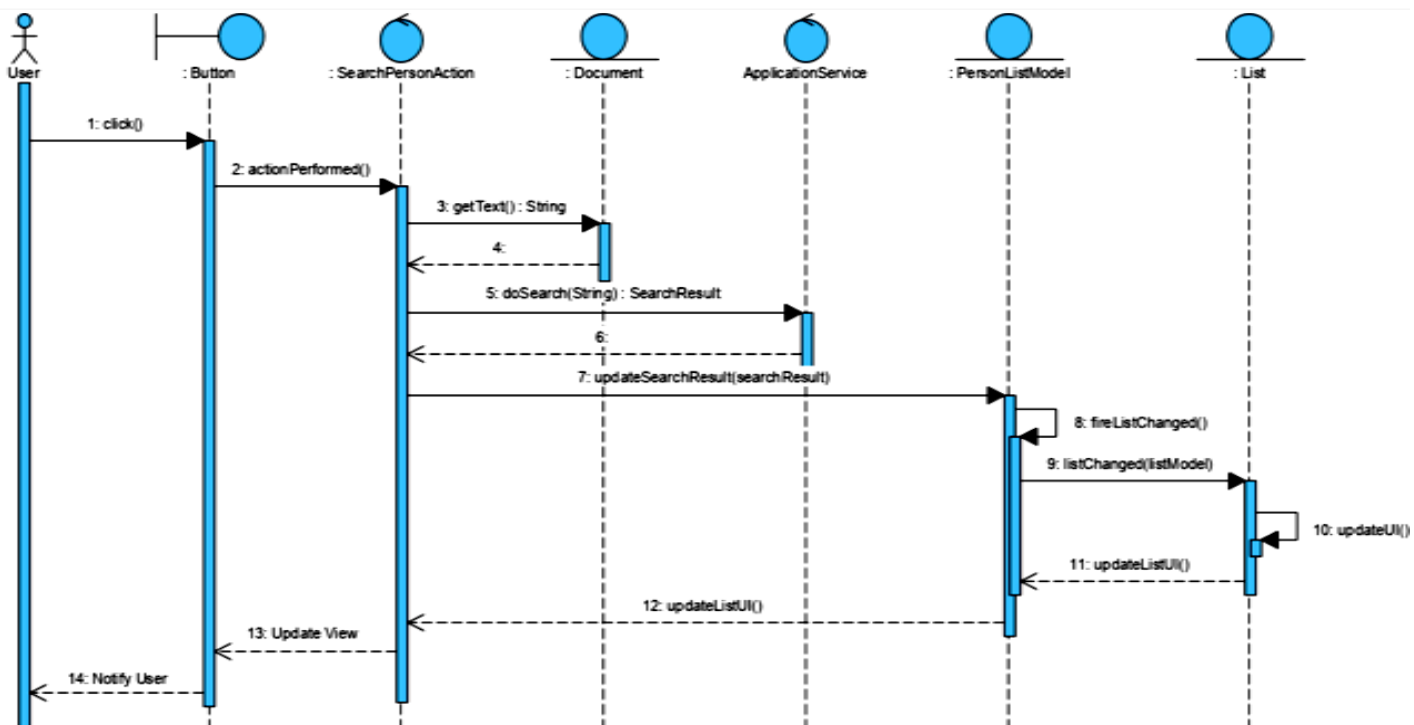 User
: Button
: SearchPersonAction
: Document
ApplicationService
: PersonListModel
: List
1: click()
2: actionPerformed()
3: getText() : String
4:
5: doSearch(String) : SearchResult
6:
7: updateSearchResult(searchResult)
8: fireListChanged()
9: listChanged(listModel)
10: updateUI()
11: updateListUI()
12: updateListUI()
13: Update View
14: Notify User